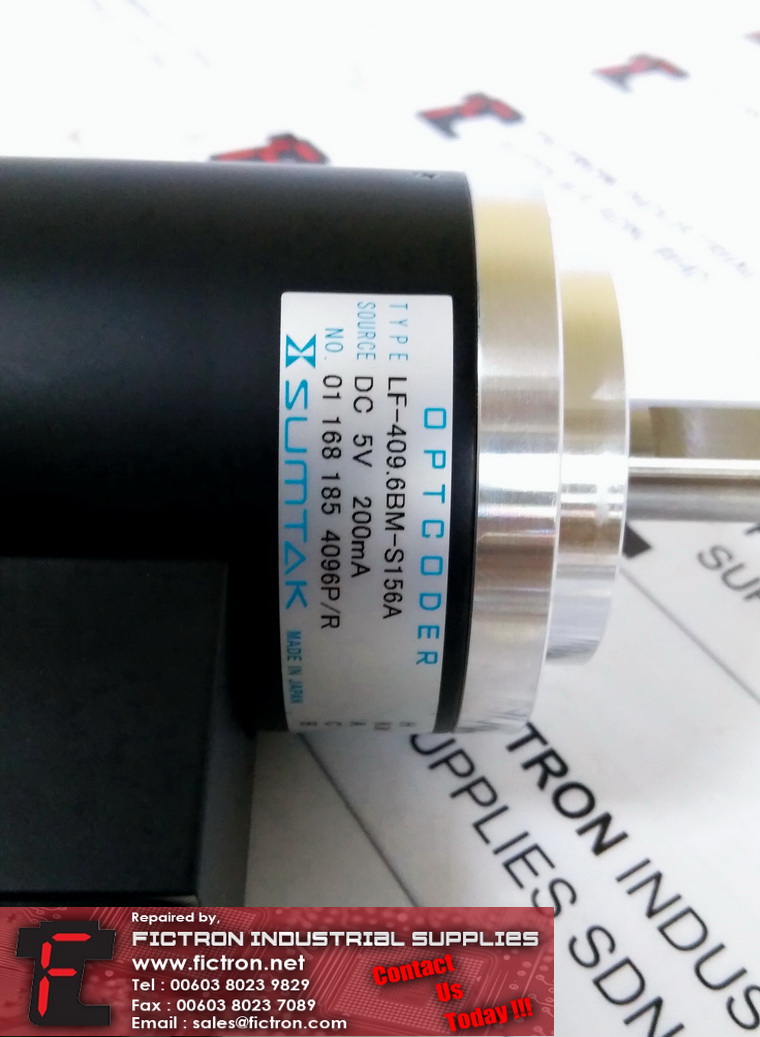 OPTCODER
TYPE LF-409.6BM-S156A
SOURCE DC 5V 200mA
NO. 01 168 185 4096P/R
SUMTAK MADE IN JAPAN
TRON INDUS
UPPLIES SDN
Repaired by,
FICTRON INDUSTRIAL SUPPLIES
www.fictron.net
Tel : 00603 8023 9829
Fax : 00603 8023 7089
Email : sales@fictron.com
Contact
Us
Today !!!